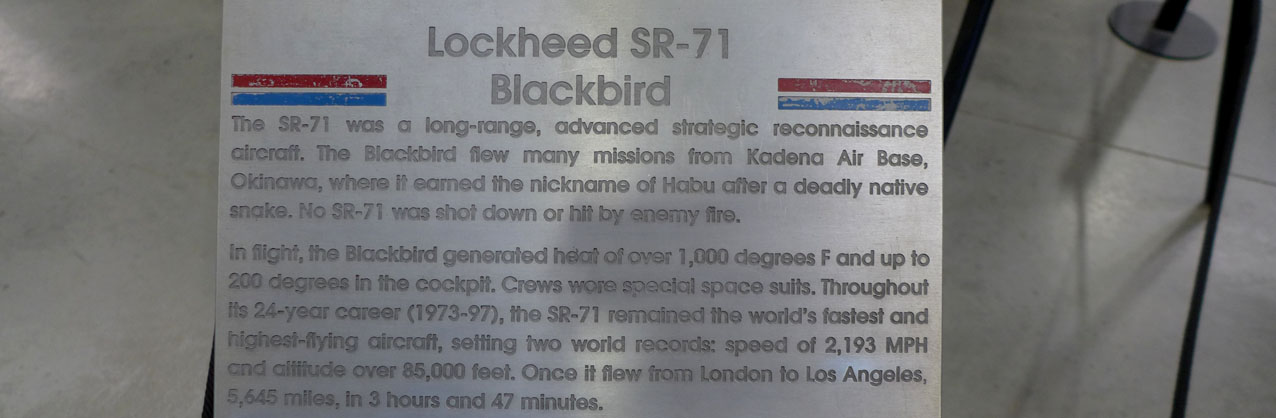 Lockheed SR-71
Blackbird
The SR-71 was a long-range, advanced strategic reconnaissance
aircraft. The Blackbird flew many missions from Kadena Air Base,
Okinawa, where it earned the nickname of Habu after a deadly native
snake. No SR-71 was shot down or hit by enemy fire.
In flight, the Blackbird generated heat of over 1,000 degrees F and up to
200 degrees in the cockpit. Crews wore special space suits. Throughout
its 24-year career (1973-97), the SR-71 remained the world's fastest and
highest-flying aircraft, setting two world records: speed of 2,193 MPH
and altitude over 85,000 feet. Once it flew from London to Los Angeles,
5,645 miles, in 3 hours and 47 minutes.